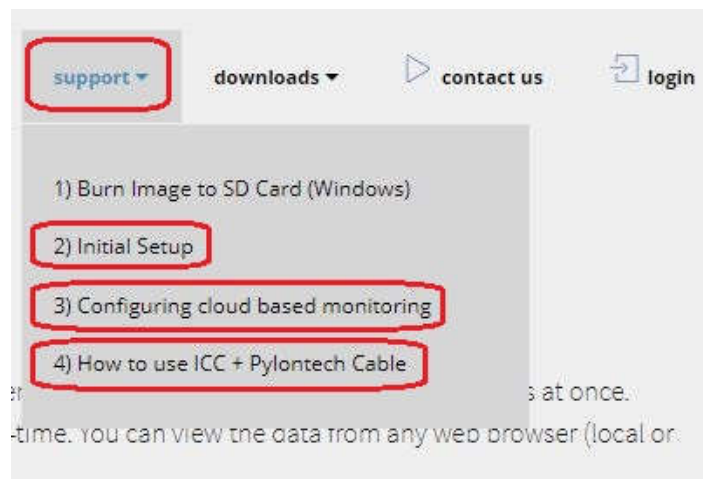 support downloads contact us login
1) Burn Image to SD Card (Windows)
2) Initial Setup
3) Configuring cloud based monitoring
4) How to use ICC + Pylontech Cable
at once.
-time. You can view the data from any web browser (local or